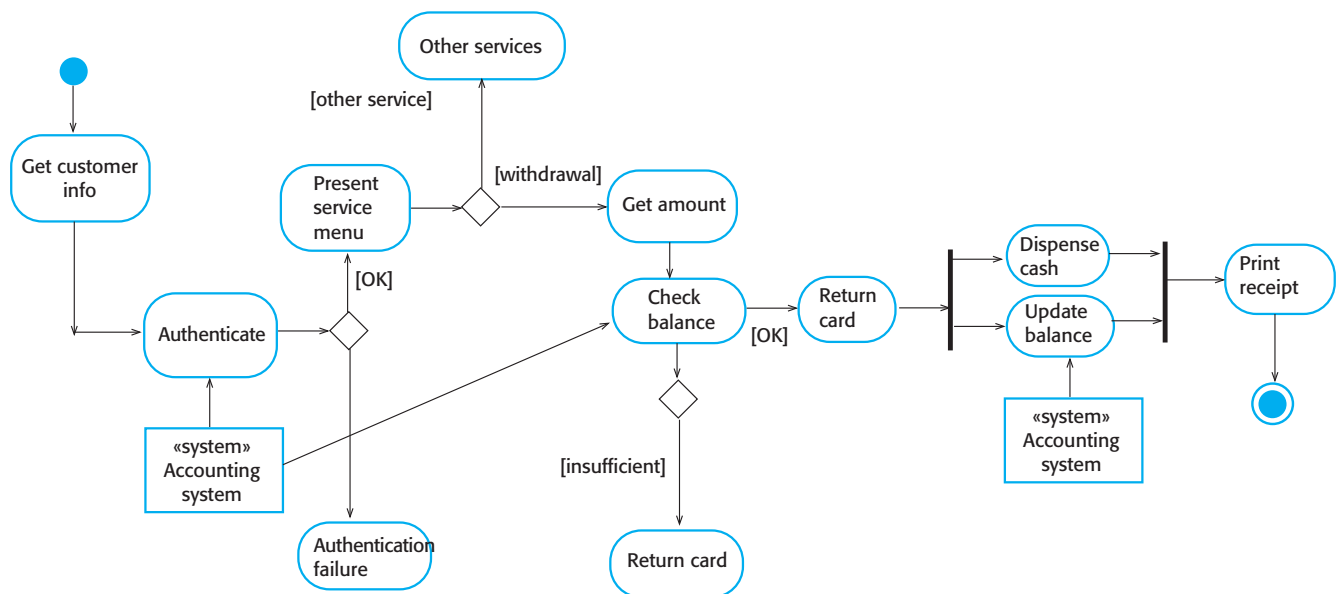 Other services
[other service]
Get customer
info
Present
service
menu
[withdrawal]
Get amount
[OK]
Authenticate
Check
balance
[OK]
Return
card
Dispense
cash
Update
balance
Print
receipt
«system»
Accounting
system
«system»
Accounting
system
[insufficient]
Authentication
failure
Return card